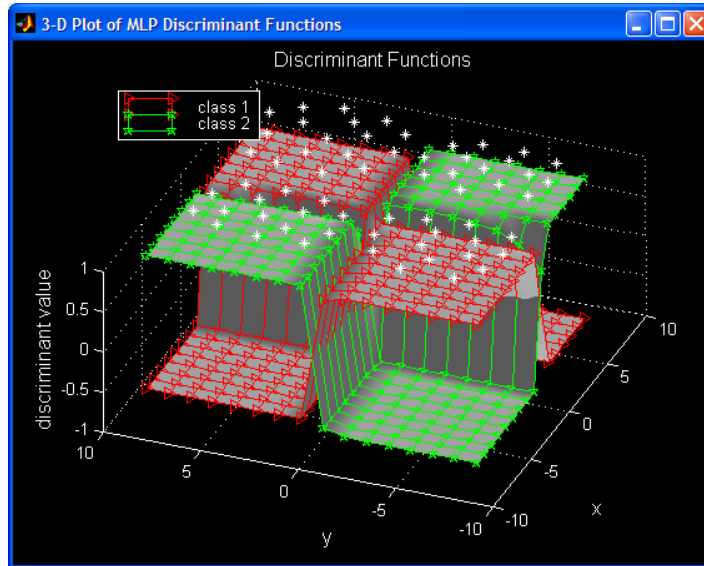 3-D Plot of MLP Discriminant Functions
Discriminant Functions
class 1
class 2
discriminant value
1
0.5
0
-0.5
-1
10
5
0
-5
-10
y
-10
-5
0
5
10
x